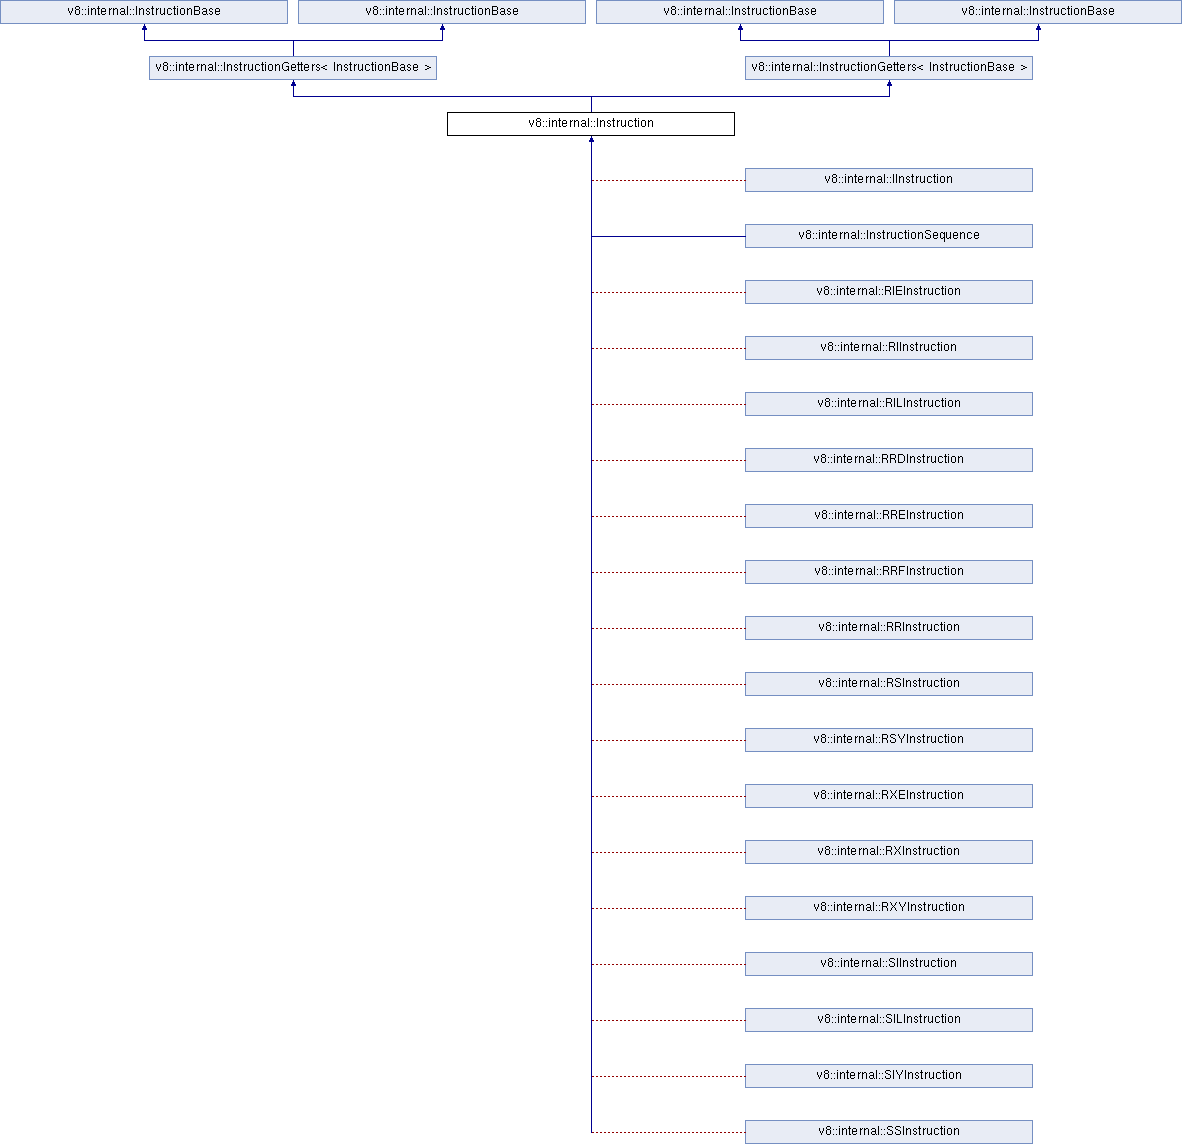 v8::internal::InstructionBase
v8::internal::InstructionBase
v8::internal::InstructionBase
v8::internal::InstructionBase
v8::internal::InstructionGetters< InstructionBase >
v8::internal::InstructionGetters< InstructionBase >
v8::internal::Instruction
v8::internal::IInstruction
v8::internal::InstructionSequence
v8::internal::RIEInstruction
v8::internal::RIInstruction
v8::internal::RILInstruction
v8::internal::RRDInstruction
v8::internal::RREInstruction
v8::internal::RRFInstruction
v8::internal::RRInstruction
v8::internal::RSInstruction
v8::internal::RSYInstruction
v8::internal::RXEInstruction
v8::internal::RXInstruction
v8::internal::RXYInstruction
v8::internal::SIInstruction
v8::internal::SILInstruction
v8::internal::SIYInstruction
v8::internal::SSInstruction